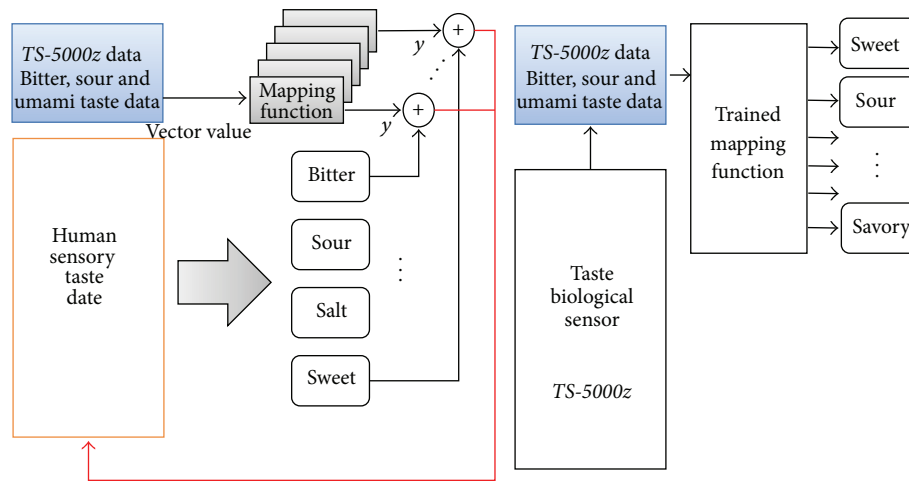 TS-5000z data
Bitter, sour and
umami taste data
Vector value
Mapping
function
y
+
y
+
Human
sensory
taste
date
Bitter
Sour
Salt
Sweet
TS-5000z data
Bitter, sour and
umami taste data
Taste
biological
sensor
TS-5000z
Trained
mapping
function
Sweet
Sour
Savory